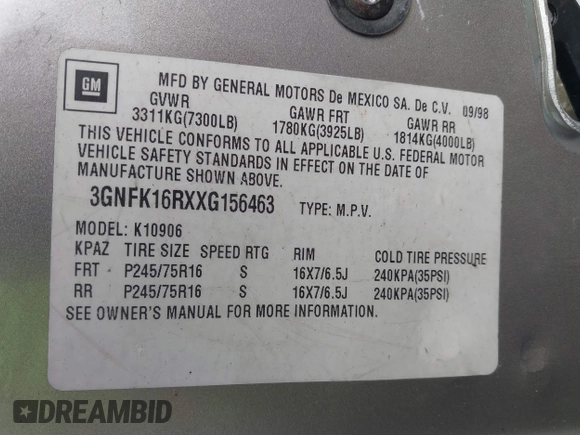 GM
MFD BY GENERAL MOTORS De MEXICO SA. De C.V. 09/98
GVWR GAWR FRT GAWR RR
3311KG(7300LB) 1780KG(3925LB) 1814KG(4000LB)
THIS VEHICLE CONFORMS TO ALL APPLICABLE U.S. FEDERAL MOTOR
VEHICLE SAFETY STANDARDS IN EFFECT ON THE DATE OF
MANUFACTURE SHOWN ABOVE.
3GNFK16RXXG156463 TYPE: M.P.V.
MODEL: K10906
KPAZ TIRE SIZE SPEED RTG RIM COLD TIRE PRESSURE
FRT P245/75R16 S 16X7/6.5J 240KPA(35PSI)
RR P245/75R16 S 16X7/6.5J 240KPA(35PSI)
SEE OWNER'S MANUAL FOR MORE INFORMATION.
DREAMBID